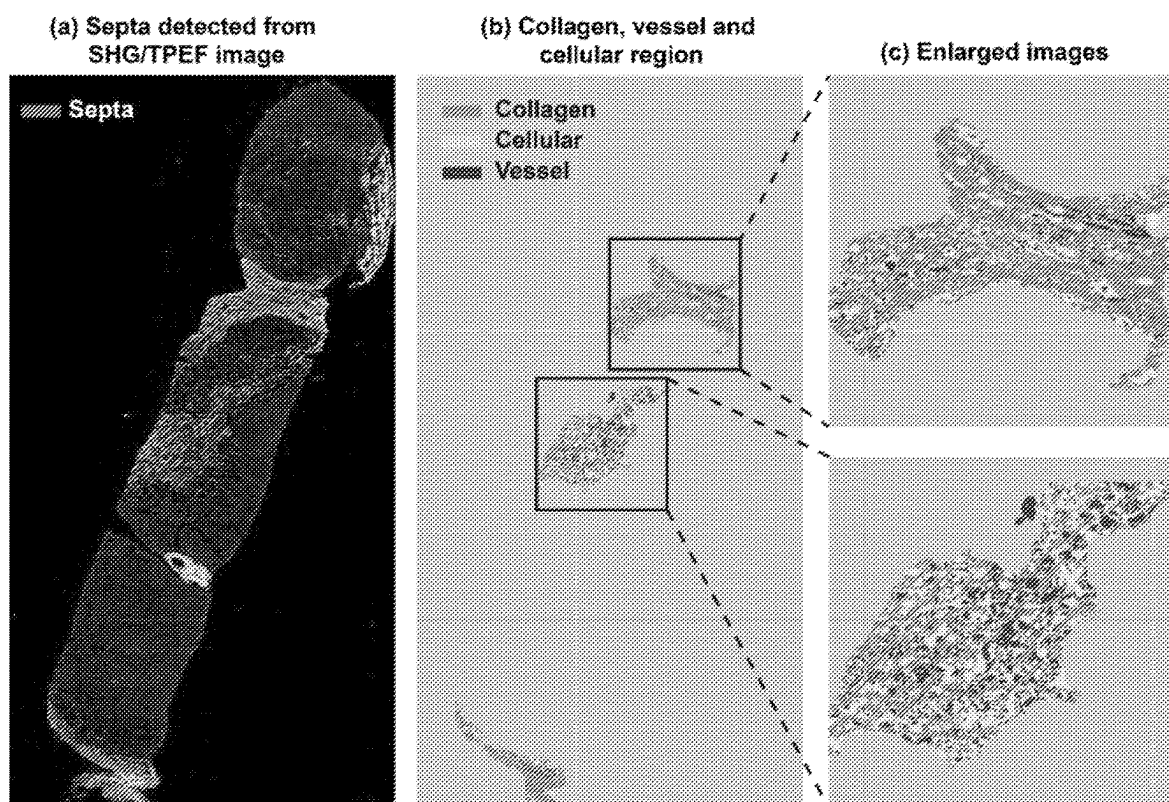 (a) Septa detected from
SHG/TPEF image
(b) Collagen, vessel and
cellular region
(c) Enlarged images
Septa
Collagen
Cellular
Vessel